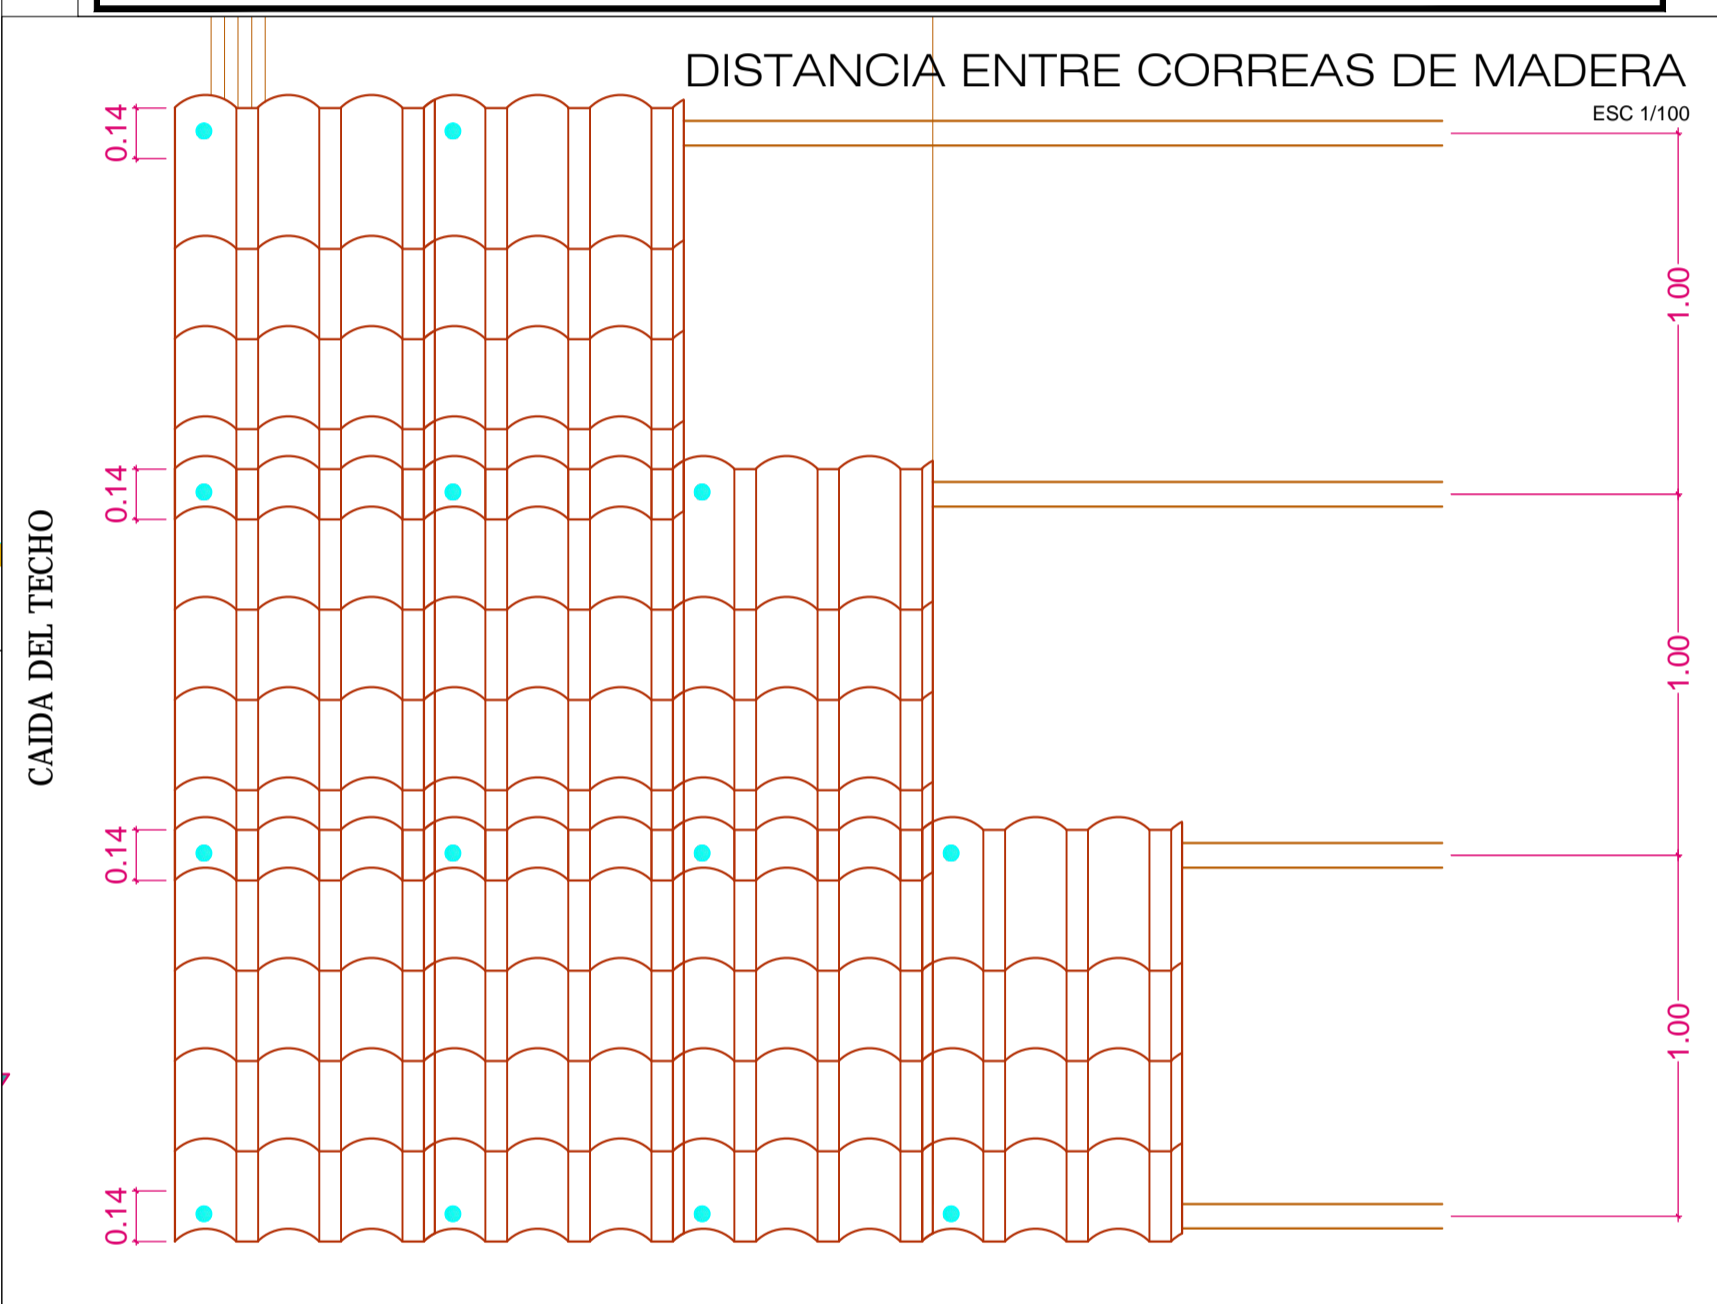 DISTANCIA ENTRE CORREAS DE MADERA
ESC 1/100
0.14
1.00
0.14
CAIDA DEL TECHO
1.00
0.14
1.00
0.14